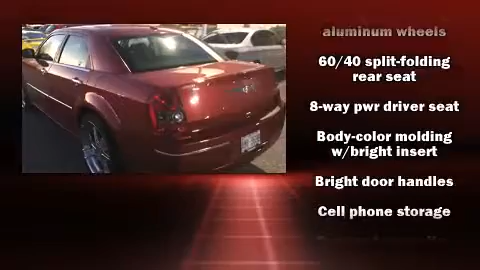 aluminum wheels
60/40 split-folding
rear seat
8-way pwr driver seat
Body-color molding
w/bright insert
Bright door handles
Cell phone storage